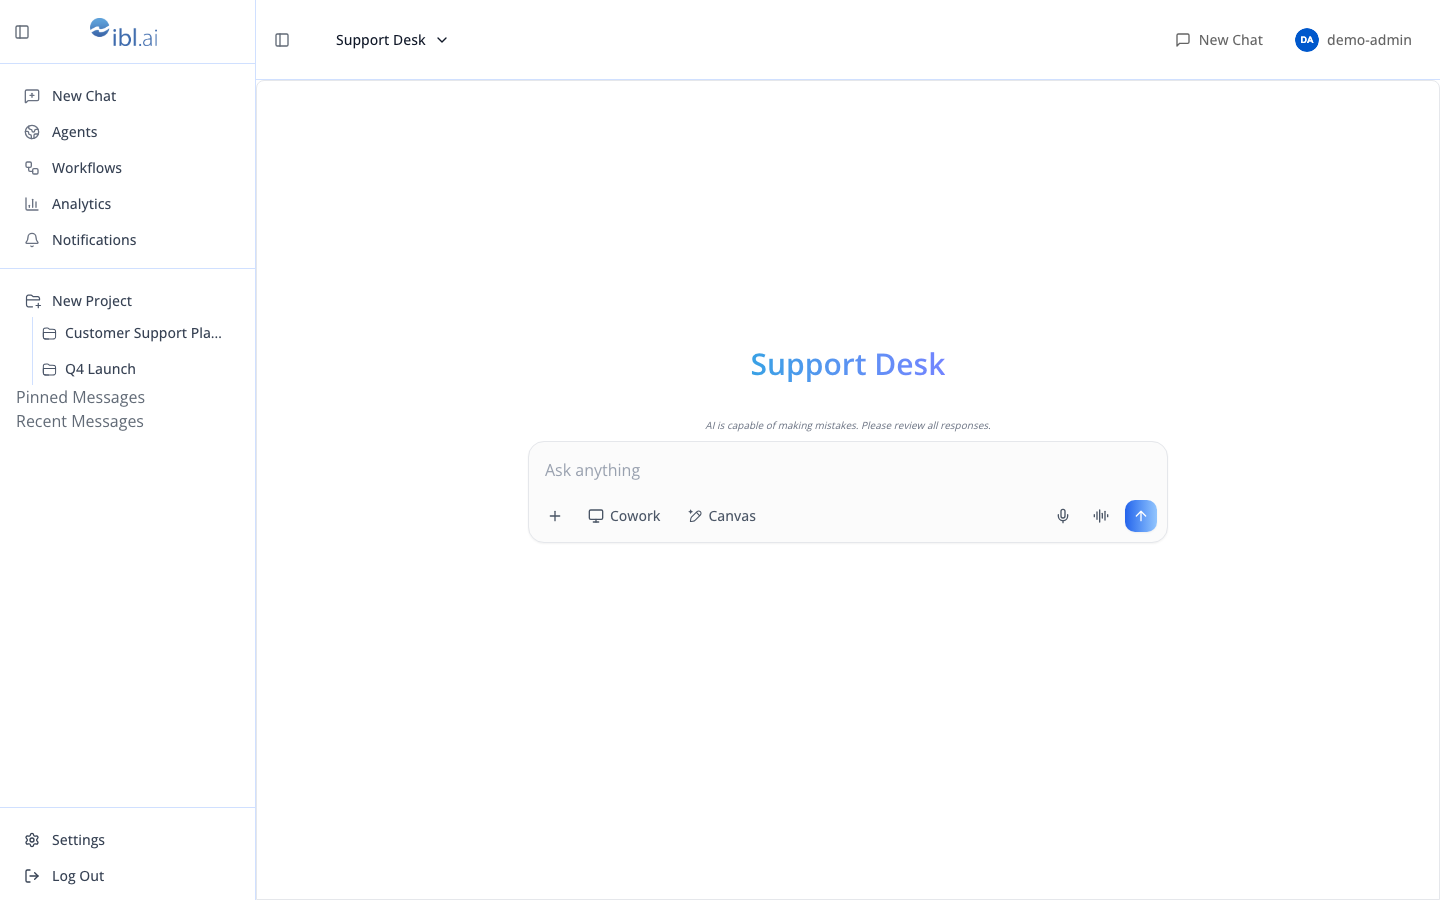 ibl.ai
Support Desk
New Chat
DA
demo-admin
New Chat
Agents
Workflows
Analytics
Notifications
New Project
Customer Support Pla...
Q4 Launch
Pinned Messages
Recent Messages
Support Desk
AI is capable of making mistakes. Please review all responses.
Ask anything
Cowork
Canvas
Settings
Log Out